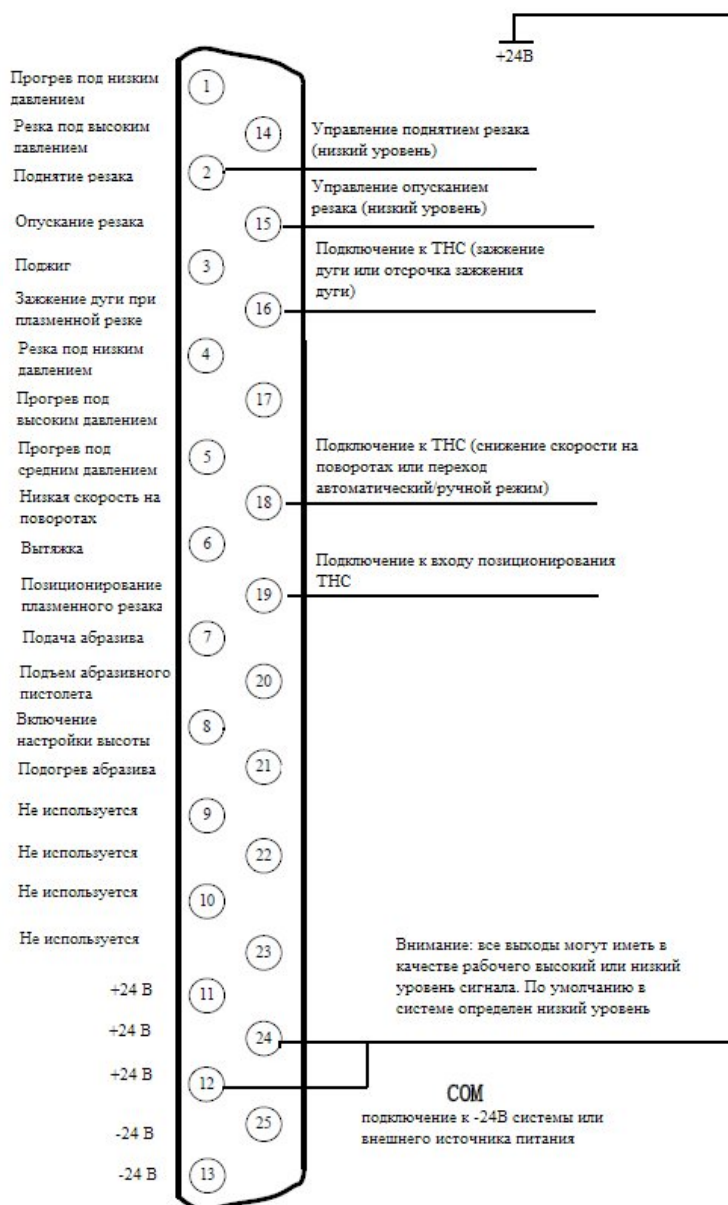 +24В
Прогрев под низким
давлением
1
Резка под высоким
давлением
14
Управление поднятием резака
(низкий уровень)
Поднятие резака
2
Управление опусканием
резака (низкий уровень)
Опускание резака
15
Подключение к ТНС (зажжение
дуги или отсрочка зажжения
дуги)
Поджиг
3
Зажжение дуги при
плазменной резке
16
Резка под низким
давлением
4
Прогрев под
высоким давлением
17
Прогрев под
средним давлением
5
Подключение к ТНС (снижение скорости на
поворотах или переход
автоматический/ручной режим)
Низкая скорость на
поворотах
18
Вытяжка
6
Подключение к входу позиционирования
ТНС
Позиционирование
плазменного резака
19
Подача абразива
7
Подъем абразивного
пистолета
20
Включение
настройки высоты
8
Подогрев абразива
21
Не используется
9
Не используется
22
Не используется
10
Не используется
23
Внимание: все выходы могут иметь в
качестве рабочего высокий или низкий
уровень сигнала. По умолчанию в
системе определен низкий уровень
+24 В
11
+24 В
24
+24 В
12
COM
подключение к -24В системы или
внешнего источника питания
-24 В
25
-24 В
13